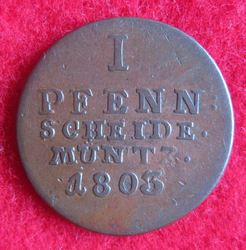 I
PFENN:
SCHEIDE.
MÜNTZ.
1803